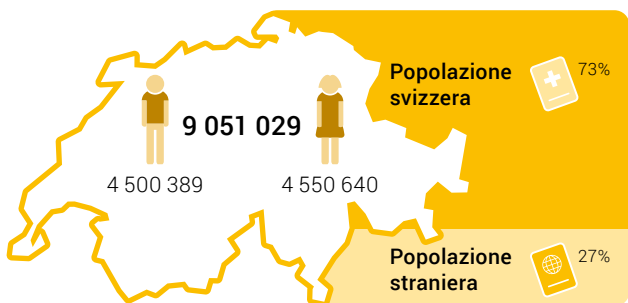 Popolazione
svizzera
73%
9 051 029
4 500 389
4 550 640
Popolazione
straniera
27%